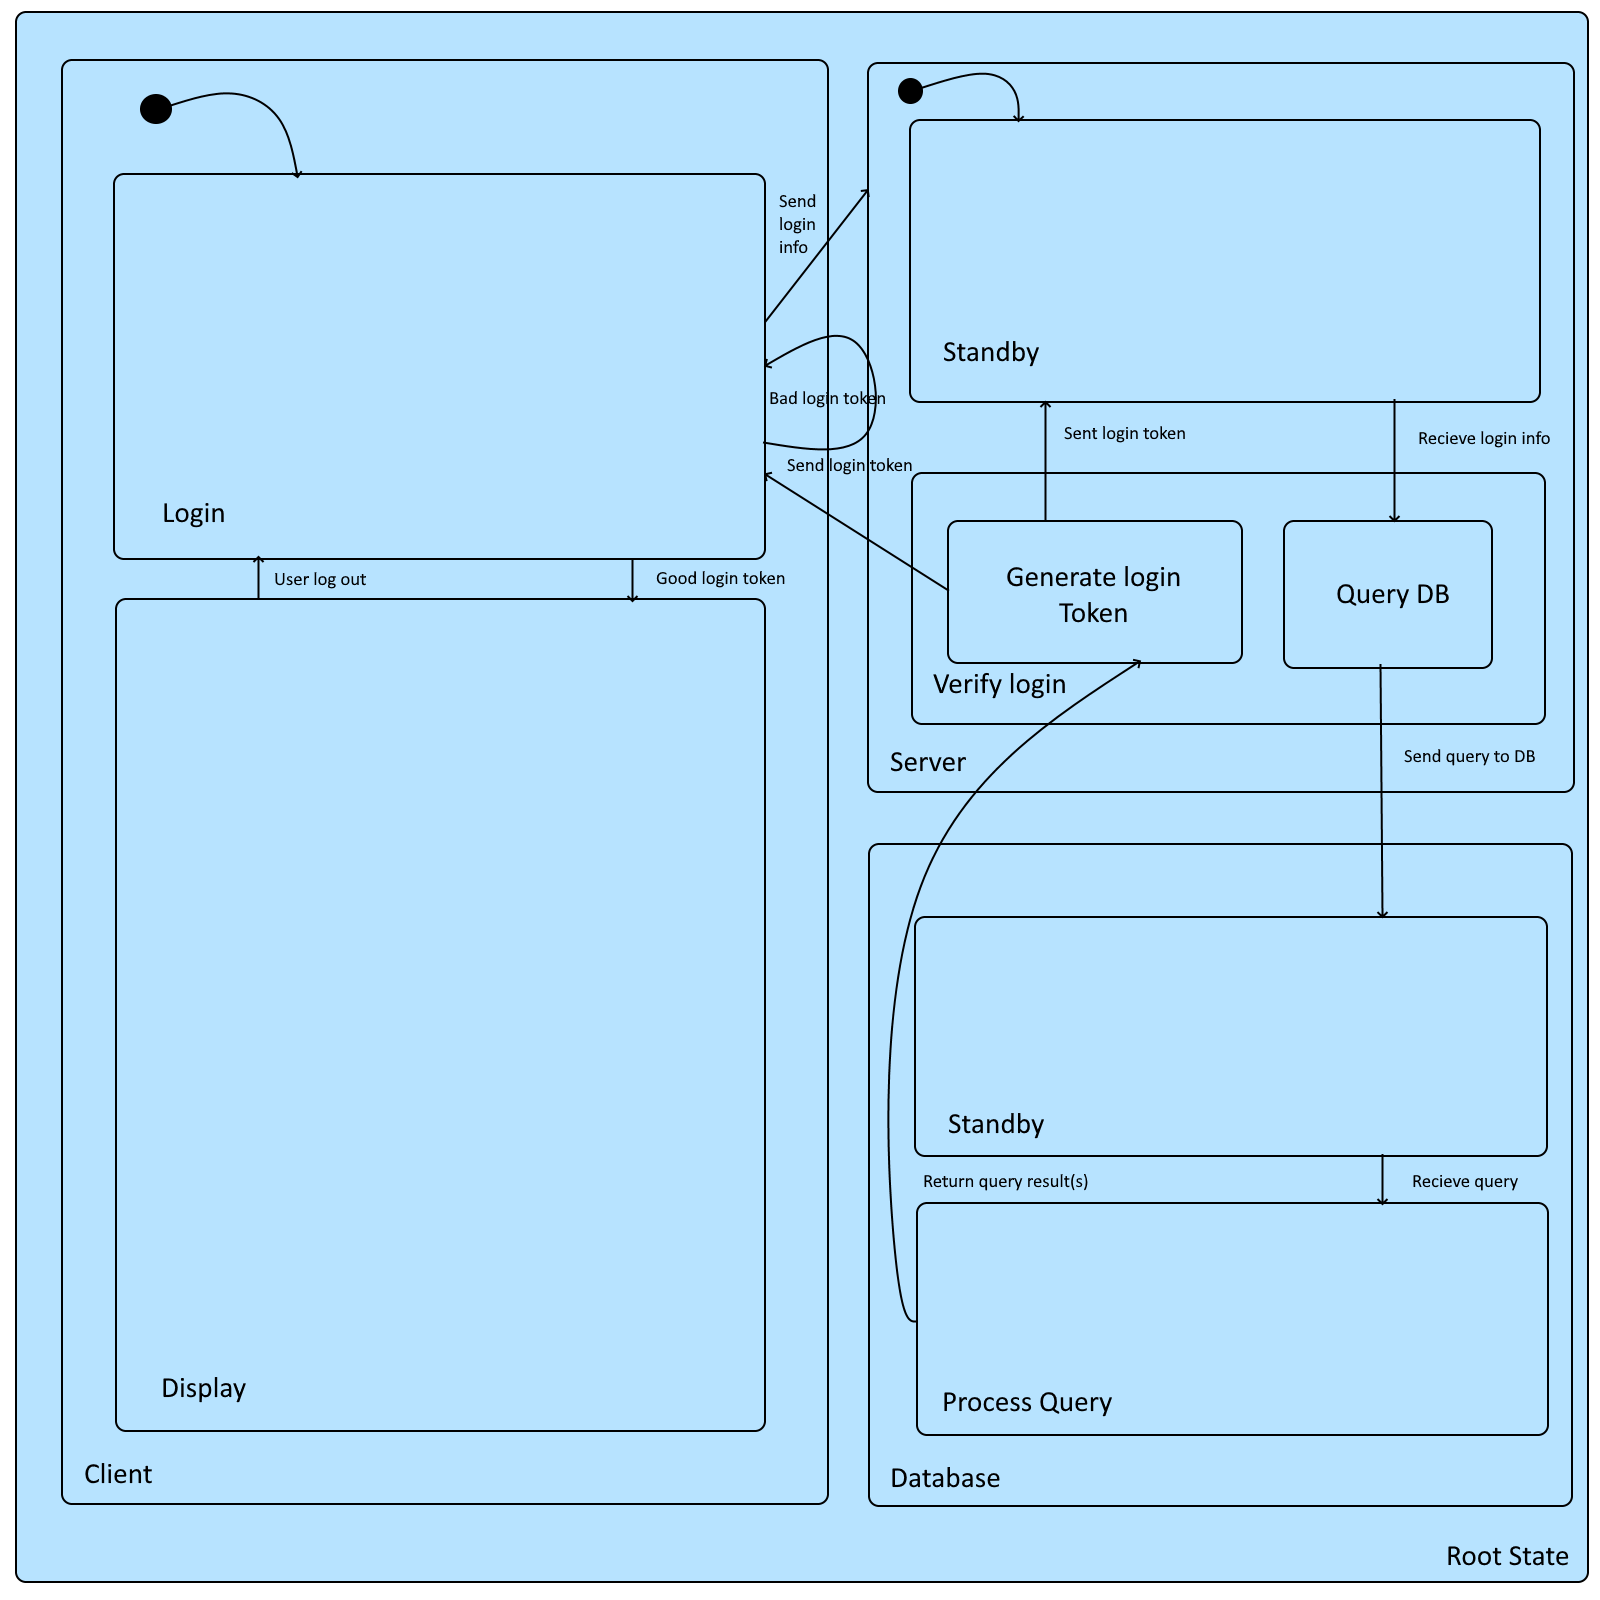 Send
login
info
Standby
Bad login token
Sent login token
Recieve login info
Send login token
Login
User log out
Good login token
Generate login
Token
Query DB
Verify login
Server
Send query to DB
Standby
Return query result(s)
Recieve query
Display
Process Query
Client
Database
Root State